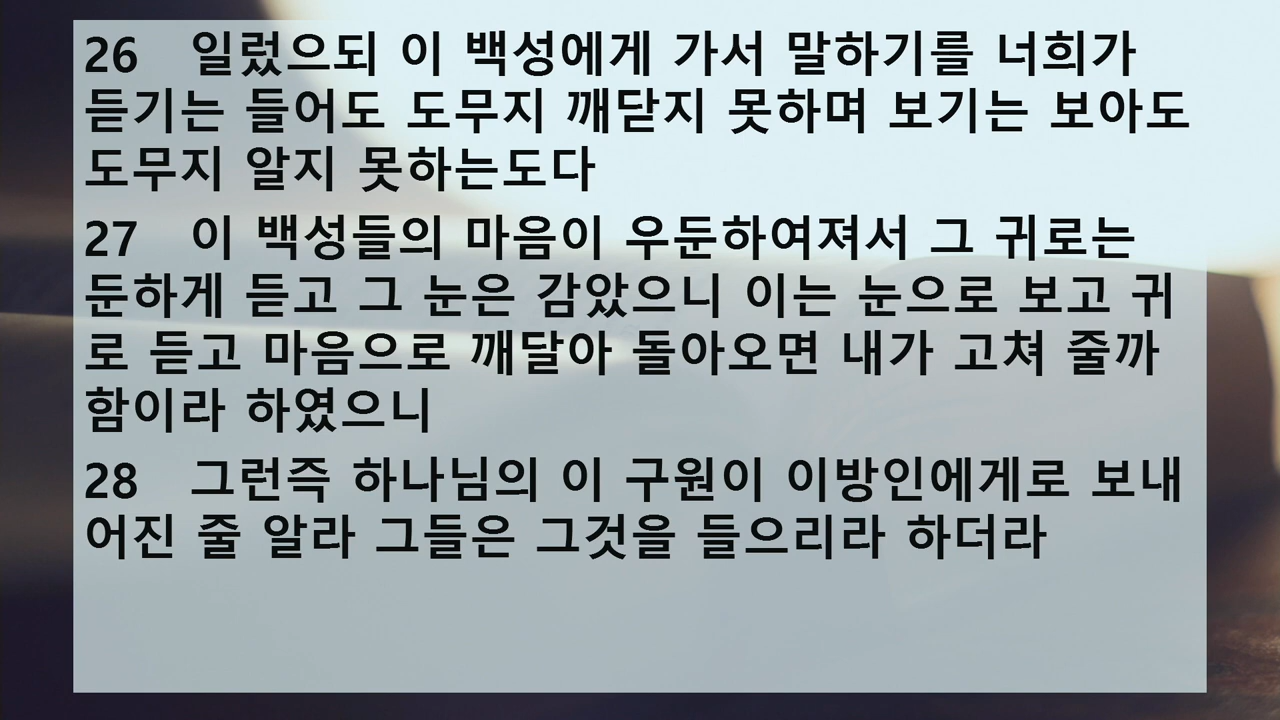 26 일렀으되 이 백성에게 가서 말하기를 너희가
듣기는 들어도 도무지 깨닫지 못하며 보기는 보아도
도무지 알지 못하는도다
27 이 백성들의 마음이 우둔하여져서 그 귀로는
둔하게 듣고 그 눈은 감았으니 이는 눈으로 보고 귀
로 듣고 마음으로 깨달아 돌아오면 내가 고쳐 줄까
함이라 하였으니
28 그런즉 하나님의 이 구원이 이방인에게로 보내
어진 줄 알라 그들은 그것을 들으리라 하더라